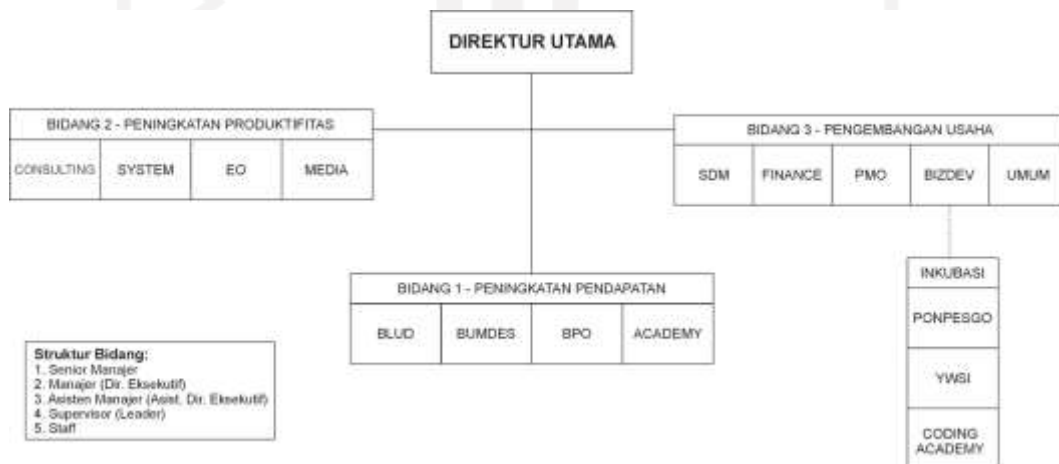 DIREKTUR UTAMA
BIDANG 2 - PENINGKATAN PRODUKTIFITAS
CONSULTING
SYSTEM
EO
MEDIA
BIDANG 3 - PENGEMBANGAN USAHA
SDM
FINANCE
PMO
BIZDEV
UMUM
BIDANG 1 - PENINGKATAN PENDAPATAN
BLUD
BUMDES
BPO
ACADEMY
INKUBASI
PONPESGO
YWSI
CODING
ACADEMY
Struktur Bidang:
1. Senior Manajer
2. Manajer (Dir. Eksekutif)
3. Asisten Manajer (Asist. Dir. Eksekutif)
4. Supervisor (Leader)
5. Staff